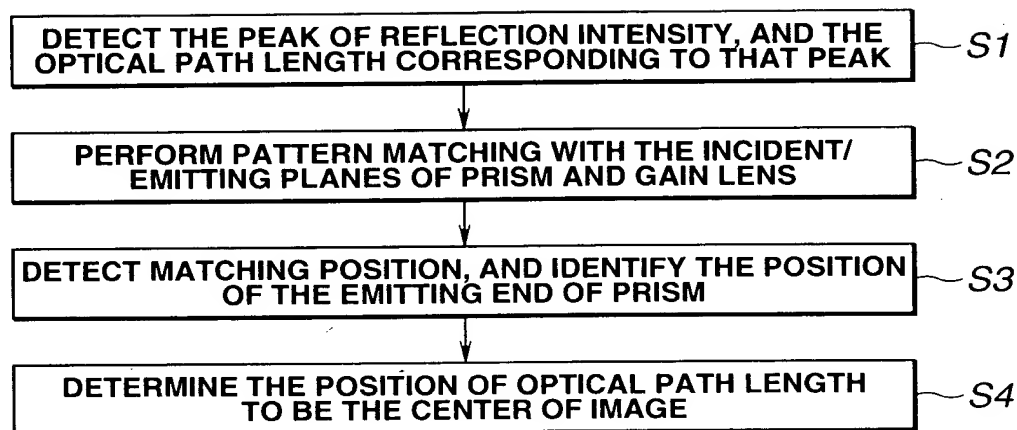 DETECT THE PEAK OF REFLECTION INTENSITY, AND THE
OPTICAL PATH LENGTH CORRESPONDING TO THAT PEAK
S1
PERFORM PATTERN MATCHING WITH THE INCIDENT/
EMITTING PLANES OF PRISM AND GAIN LENS
S2
DETECT MATCHING POSITION, AND IDENTIFY THE POSITION
OF THE EMITTING END OF PRISM
S3
DETERMINE THE POSITION OF OPTICAL PATH LENGTH
TO BE THE CENTER OF IMAGE
S4